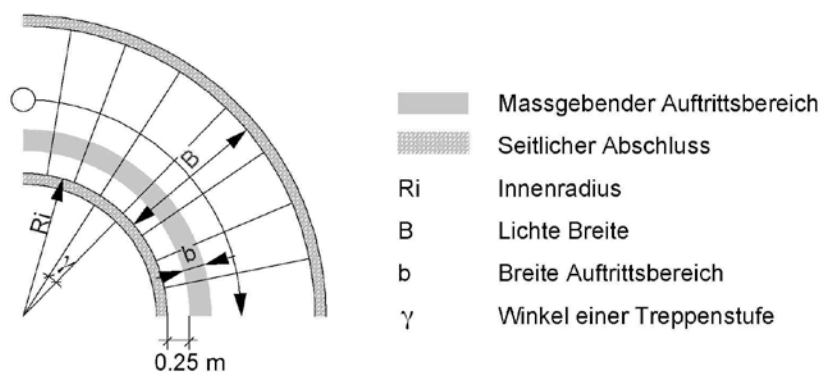 Ri
γ
B
b
0.25 m
Massgebender Auftrittsbereich
Seitlicher Abschluss
Ri Innenradius
B Lichte Breite
b Breite Auftrittsbereich
γ Winkel einer Treppenstufe